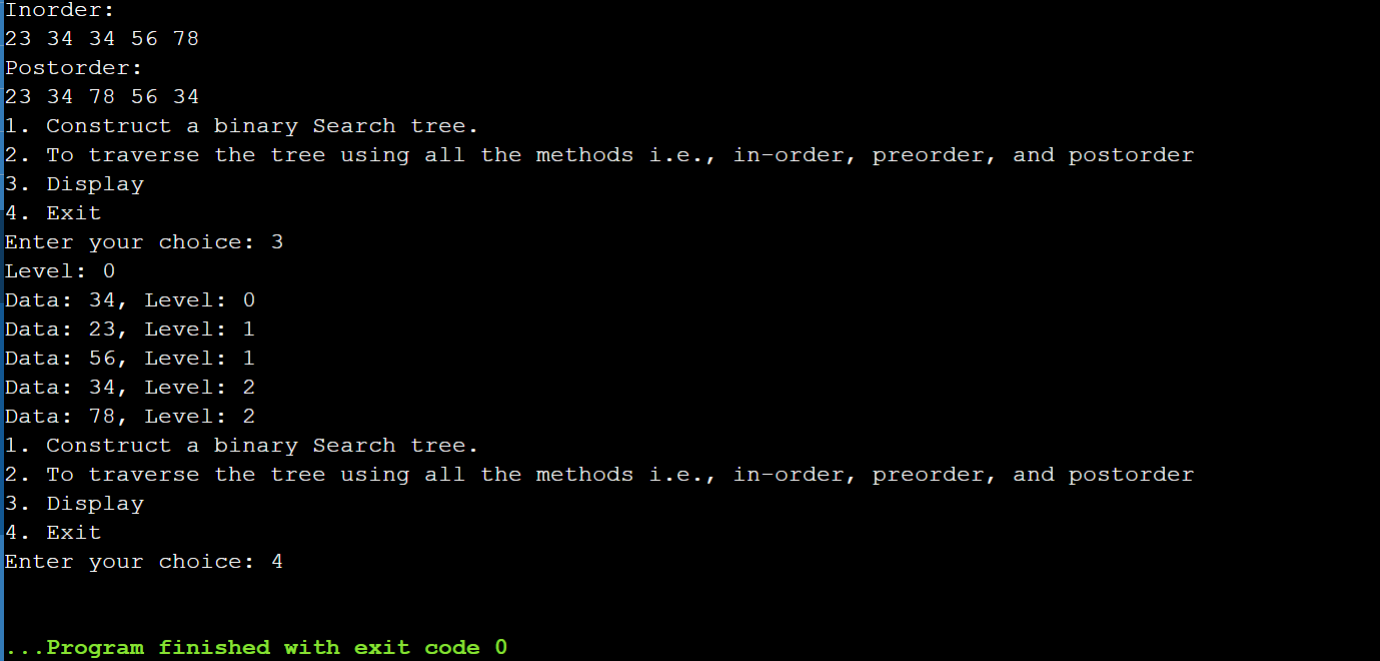 Inorder:
23 34 34 56 78
Postorder:
23 34 78 56 34
1. Construct a binary Search tree.
2. To traverse the tree using all the methods i.e., in-order, preorder, and postorder
3. Display
4. Exit
Enter your choice: 3
Level: 0
Data: 34, Level: 0
Data: 23, Level: 1
Data: 56, Level: 1
Data: 34, Level: 2
Data: 78, Level: 2
1. Construct a binary Search tree.
2. To traverse the tree using all the methods i.e., in-order, preorder, and postorder
3. Display
4. Exit
Enter your choice: 4
...Program finished with exit code 0